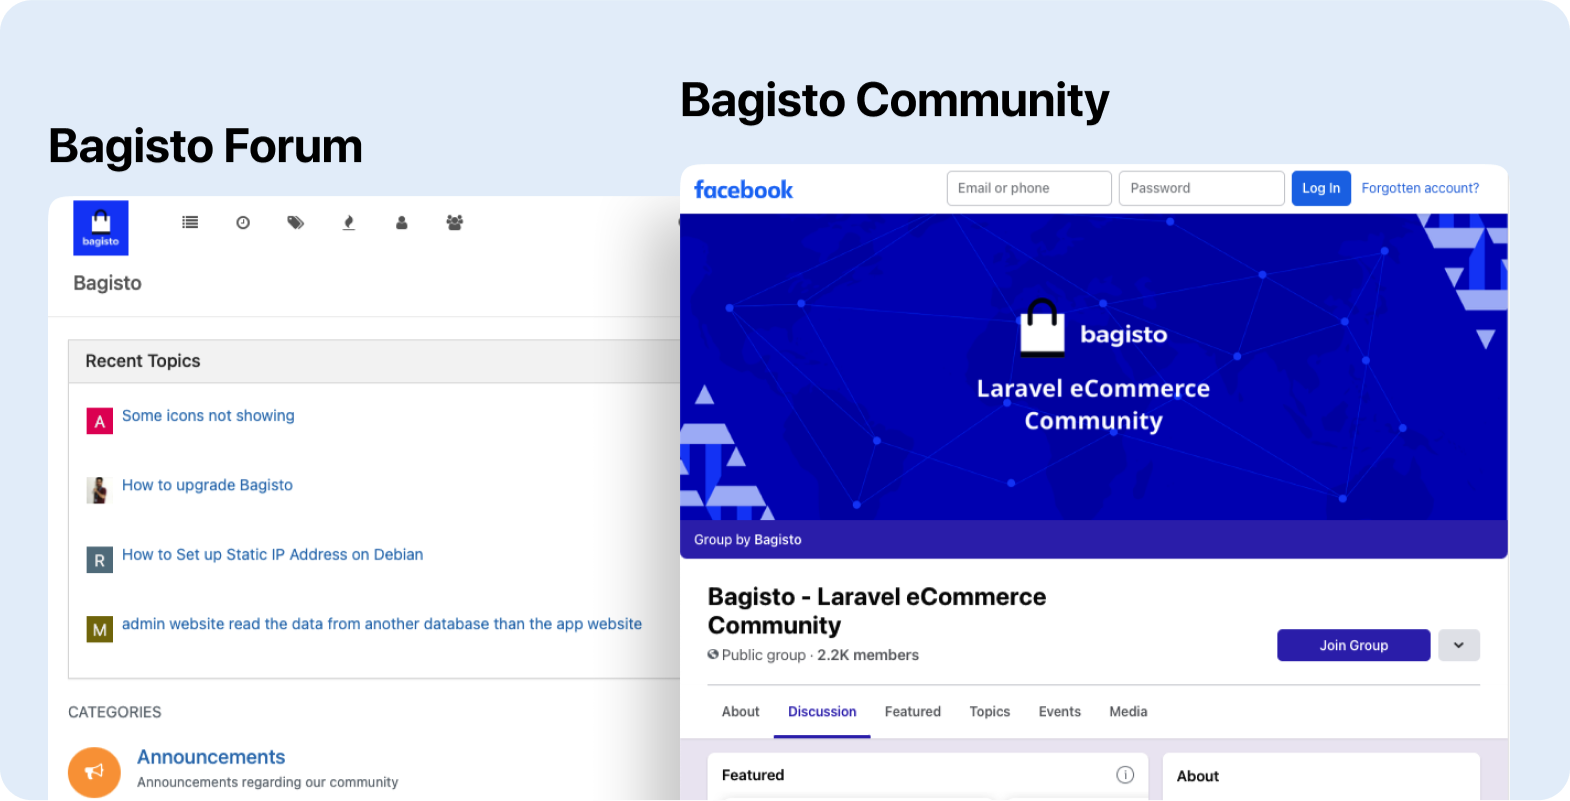 Bagisto Forum
bagisto
Bagisto
Recent Topics
A
Some icons not showing
How to upgrade Bagisto
R
How to Set up Static IP Address on Debian
M
admin website read the data from another database than the app website
CATEGORIES
Announcements
Announcements regarding our community
Bagisto Community
facebook
Email or phone
Password
Log In
Forgotten account?
bagisto
Laravel eCommerce
Community
Group by Bagisto
Bagisto - Laravel eCommerce
Community
Public group · 2.2K members
Join Group
About
Discussion
Featured
Topics
Events
Media
Featured
About